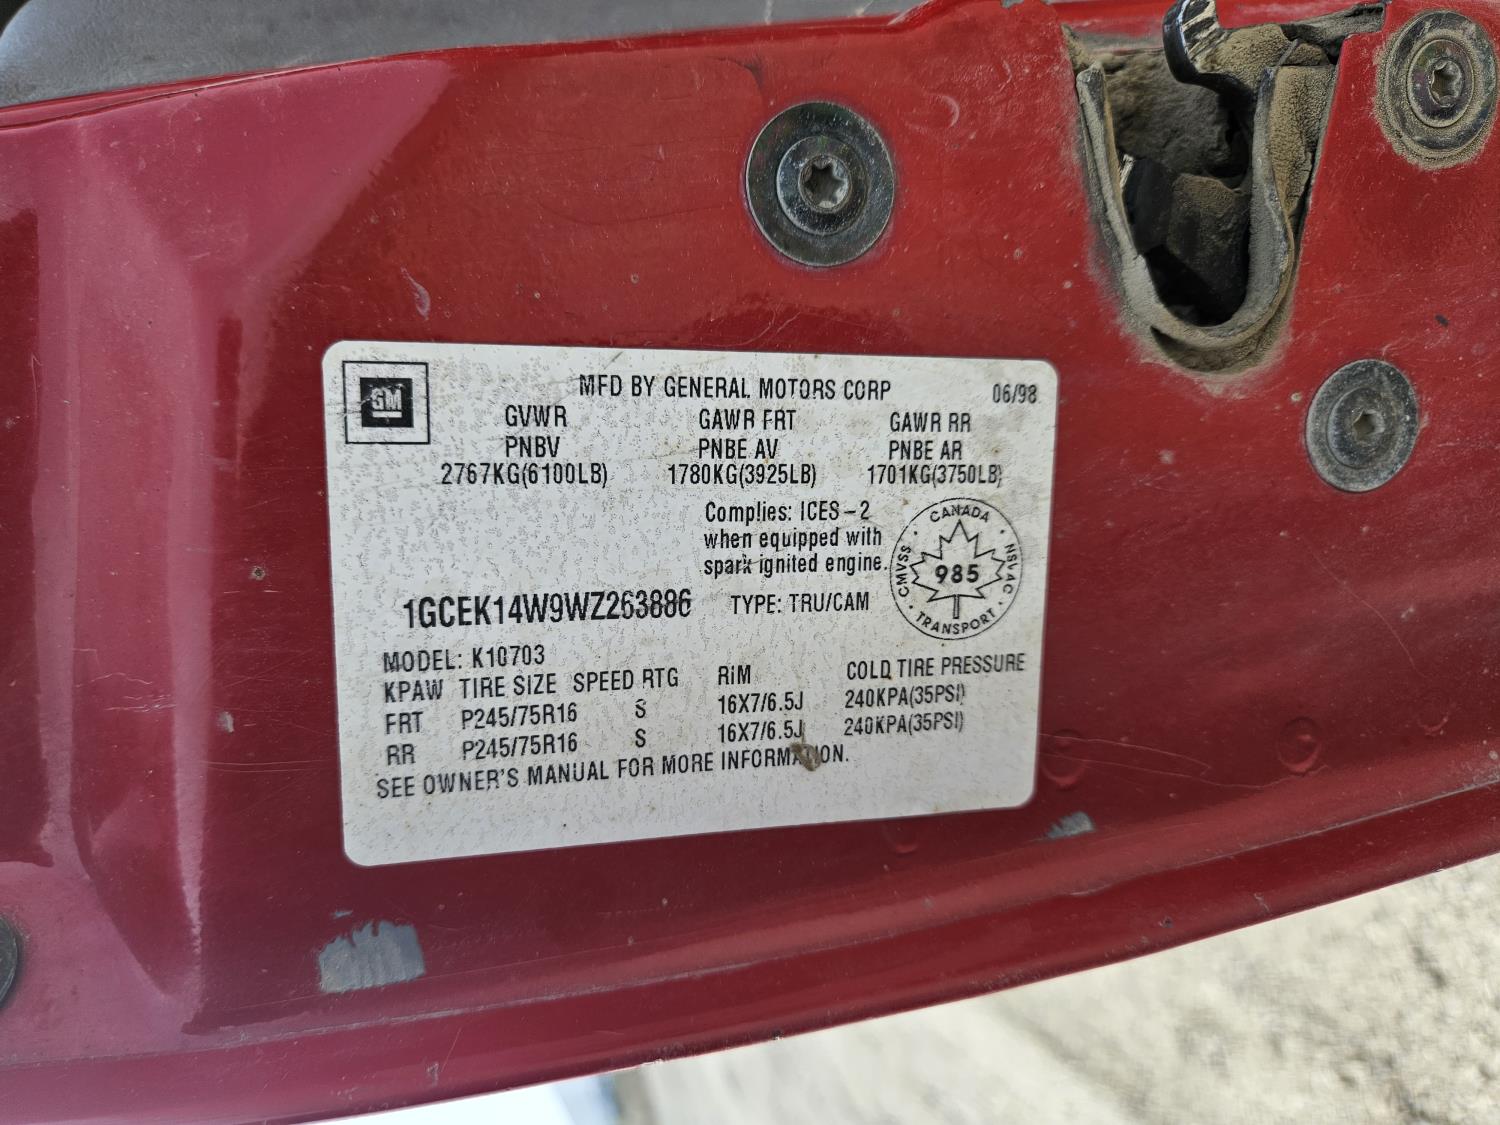 GM
MFD BY GENERAL MOTORS CORP 06/98
GVWR GAWR FRT GAWR RR
PNBV PNBE AV PNBE AR
2767KG(6100LB) 1780KG(3925LB) 1701KG(3750LB)
Complies: ICES-2
when equipped with
spark ignited engine.
CANADA
CMVSS 985 NSVAC
TRANSPORT
1GCEK14W9WZ263886 TYPE: TRU/CAM
MODEL: K10703
KPAW TIRE SIZE SPEED RTG RIM COLD TIRE PRESSURE
FRT P245/75R16 S 16X7/6.5J 240KPA(35PSI)
RR P245/75R16 S 16X7/6.5J 240KPA(35PSI)
SEE OWNER'S MANUAL FOR MORE INFORMATION.